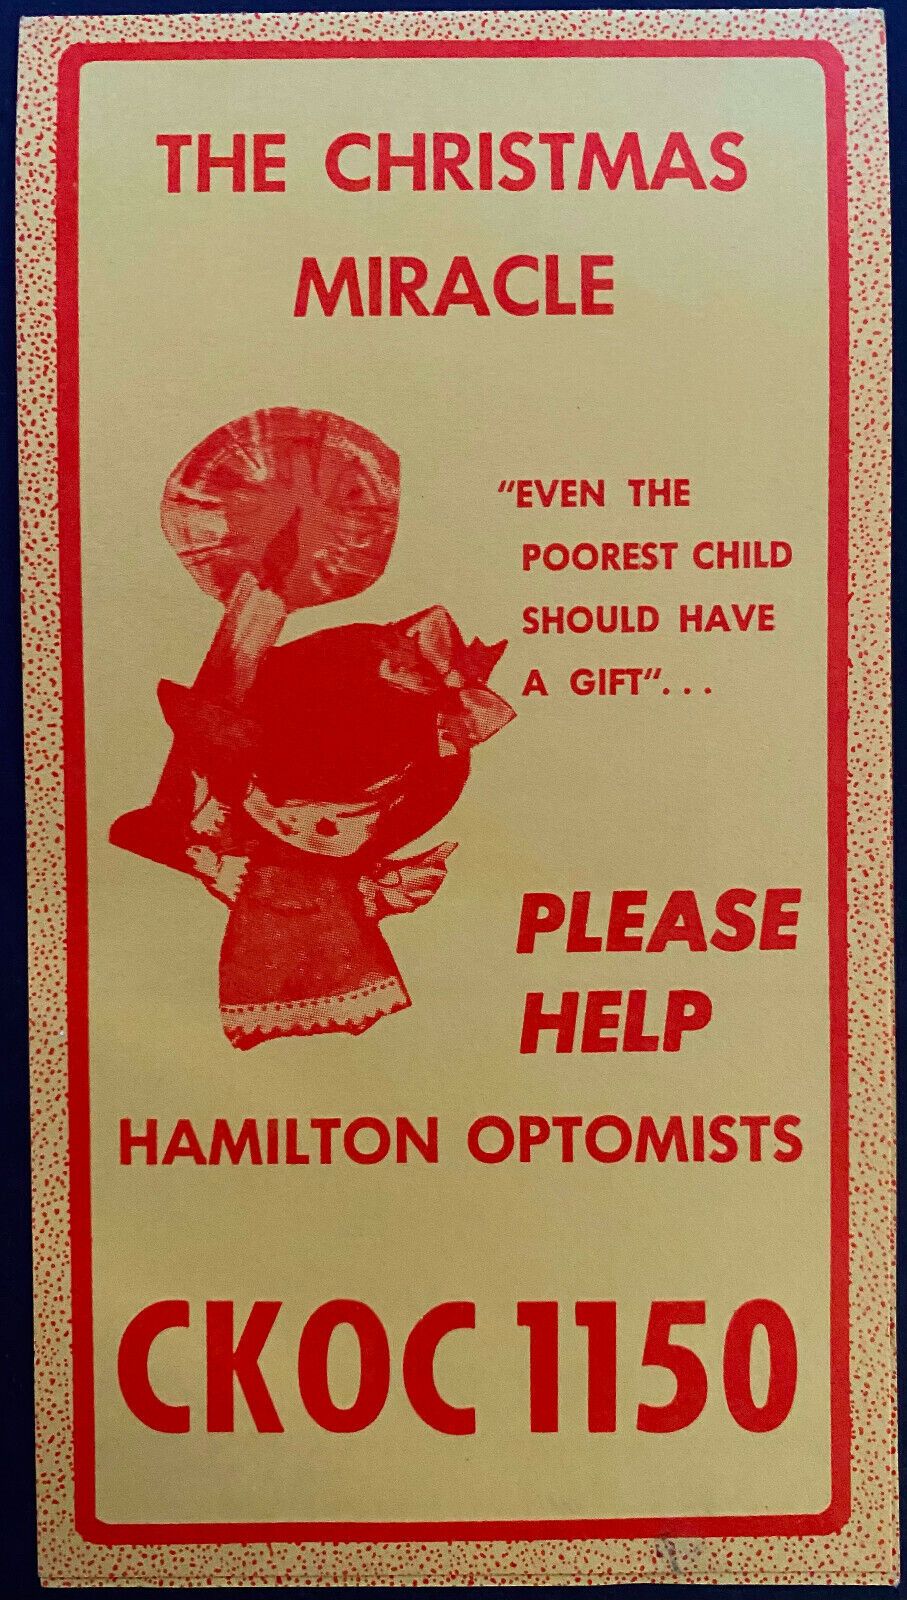 THE CHRISTMAS
MIRACLE
"EVEN THE
POOREST CHILD
SHOULD HAVE
A GIFT"...
PLEASE
HELP
HAMILTON OPTOMISTS
CKOC 1150